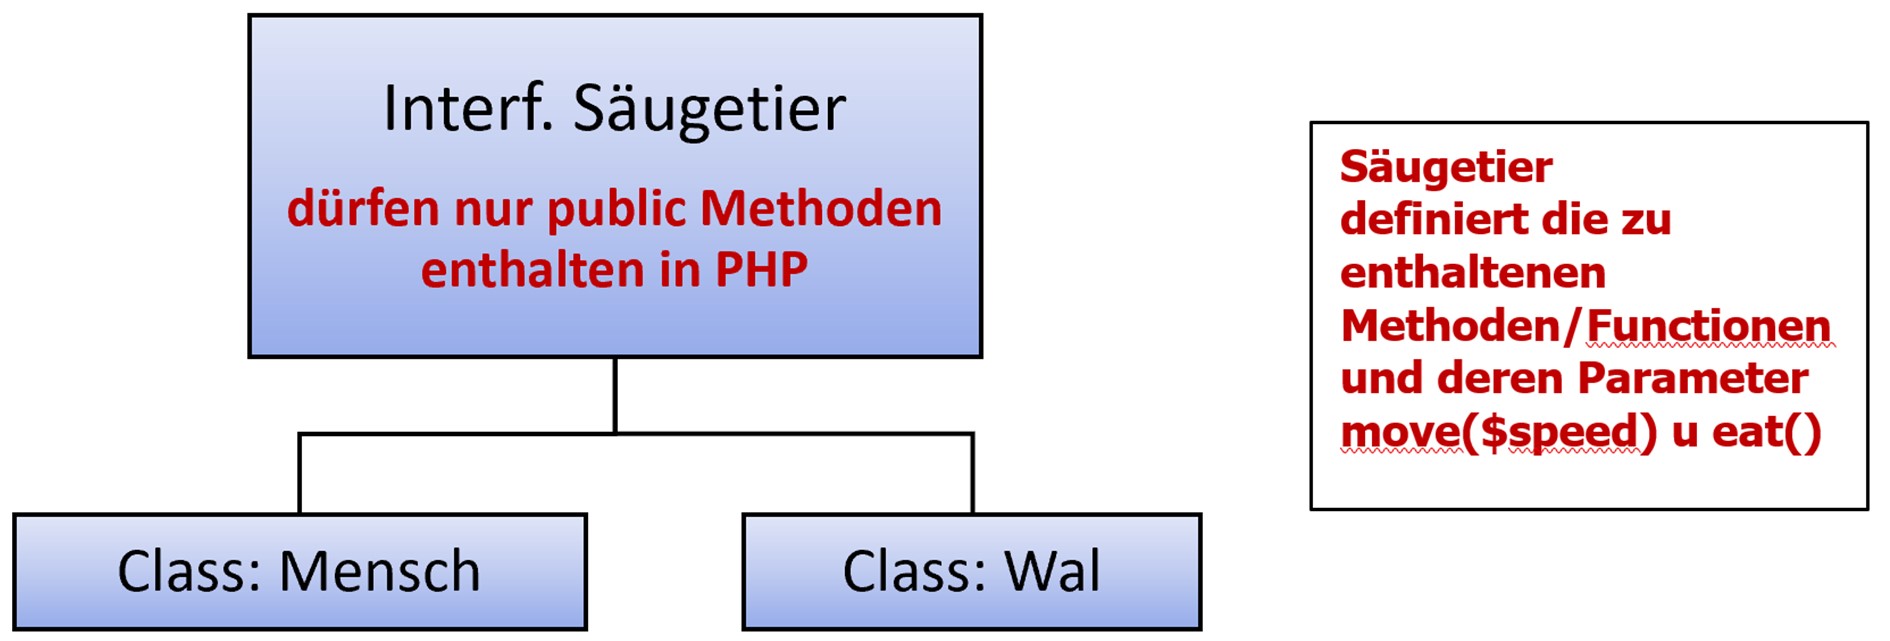 Interf. Säugetier
dürfen nur public Methoden
enthalten in PHP
Säugetier
definiert die zu
enthaltenen
Methoden/Functionen
und deren Parameter
move($speed) u eat()
Class: Mensch
Class: Wal